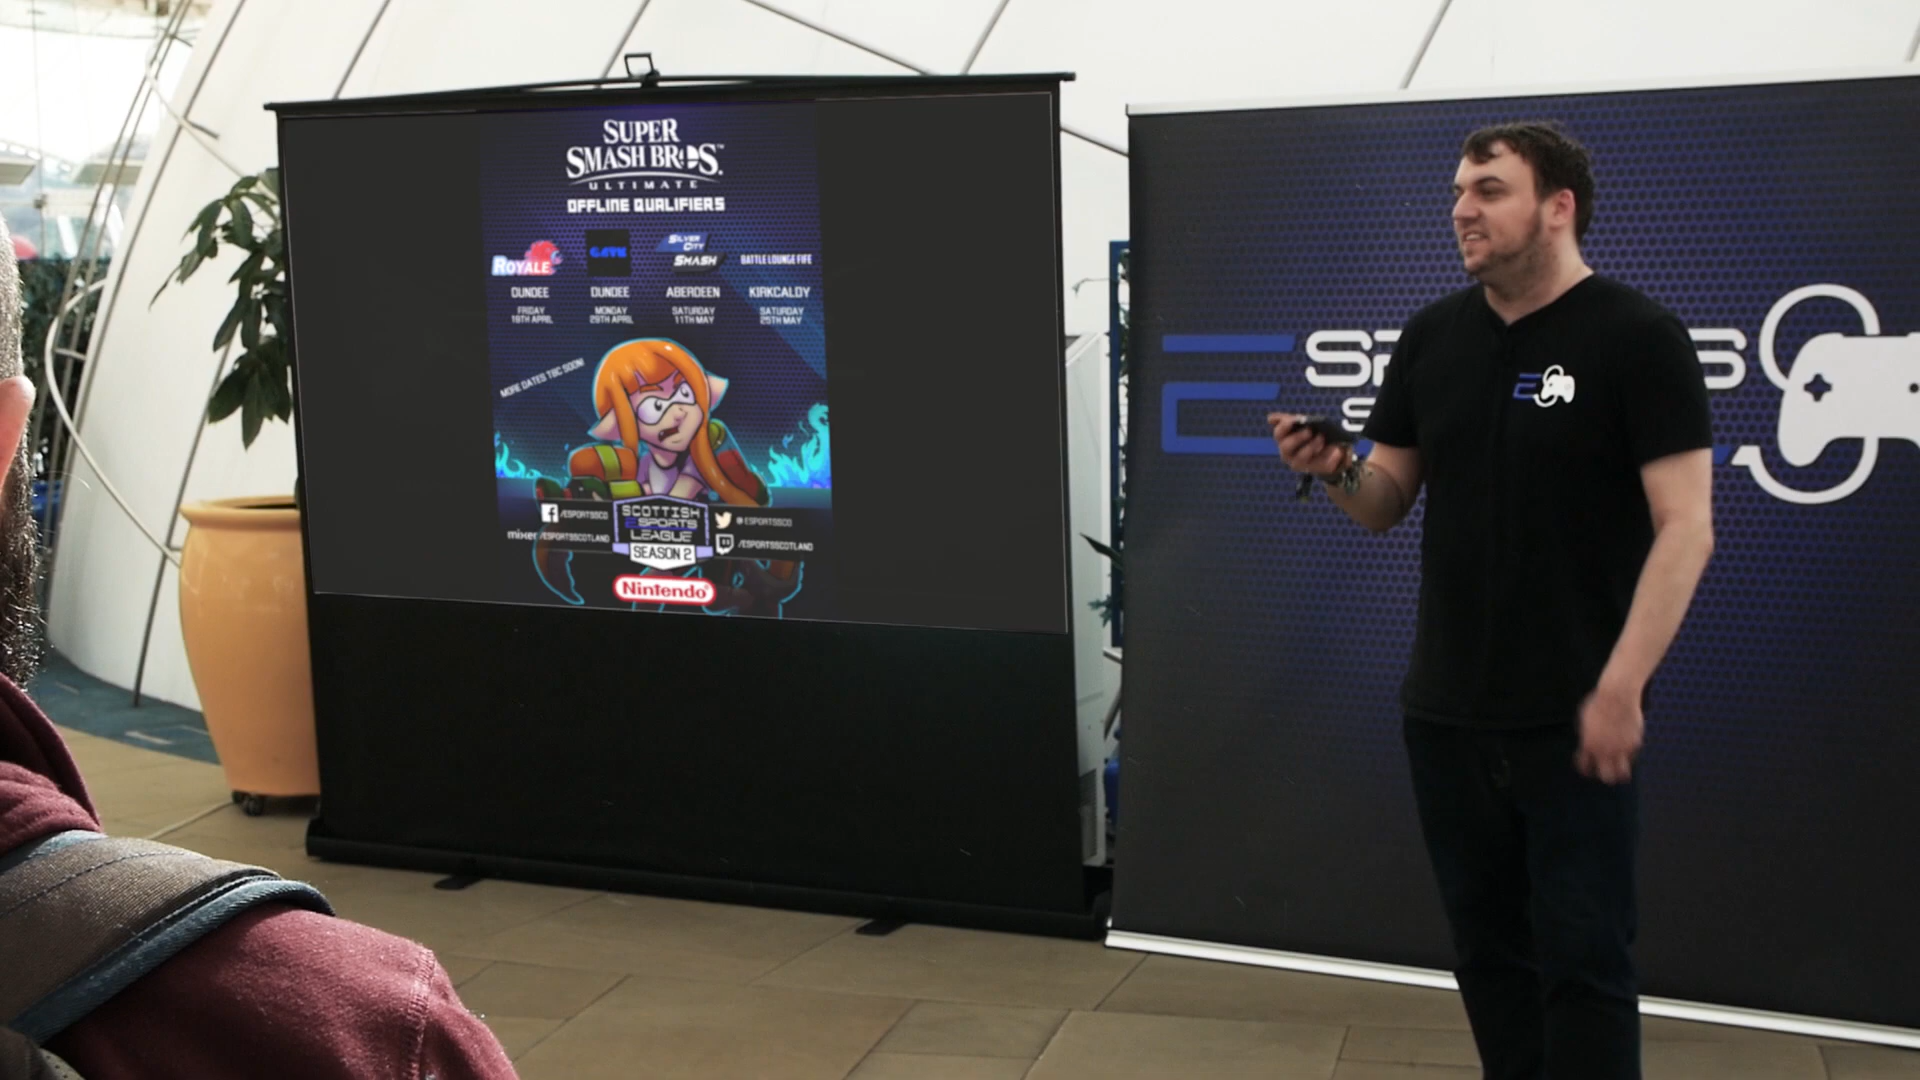 SUPER
SMASH BROS.™
ULTIMATE
OFFLINE QUALIFIERS
ROYALE
DUNDEE
FRIDAY
DUNDEE
MONDAY
29TH APRIL
SILVER
CITY
SMASH
ABERDEEN
SATURDAY
11TH MAY
BATTLE LOUNGE FIFE
KIRKCALDY
SATURDAY
25TH MAY
MORE DATES TBC SOON!
/ESPORTSSCO
mixer/ESPORTSSCOTLAND
SCOTTISH
ESPORTS
LEAGUE
SEASON 2
@ESPORTSSCO
/ESPORTSSCOTLAND
Nintendo